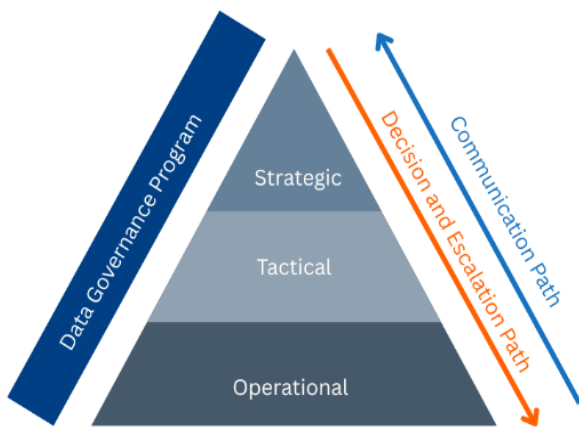 Data Governance Program
Strategic
Tactical
Operational
Decision and Escalation Path
Communication Path